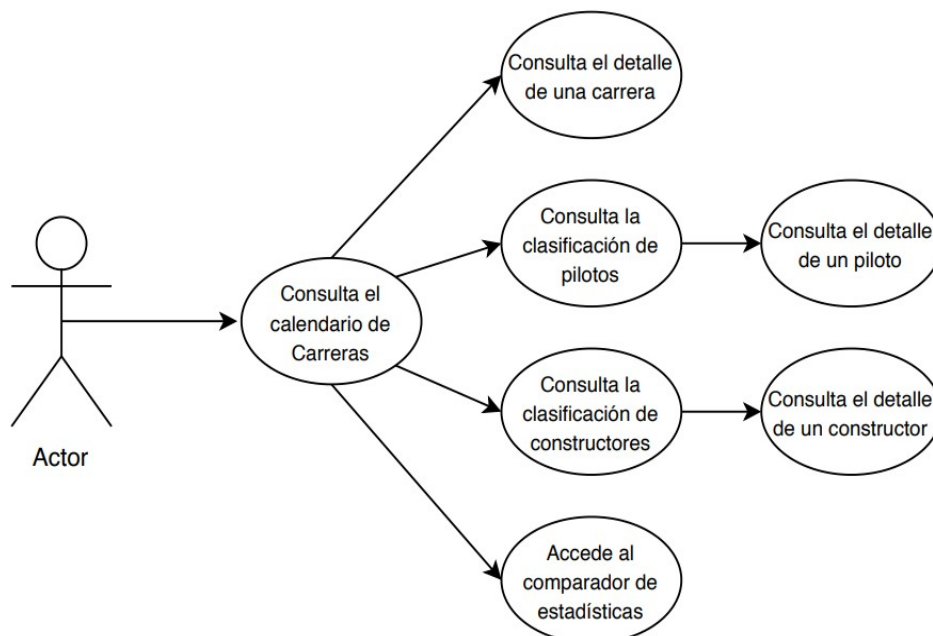 Consulta el detalle
de una carrera
Consulta la
clasificación de
pilotos
Consulta el detalle
de un piloto
Consulta el
calendario de
Carreras
Consulta la
clasificación de
constructores
Consulta el detalle
de un constructor
Actor
Accede al
comparador de
estadísticas